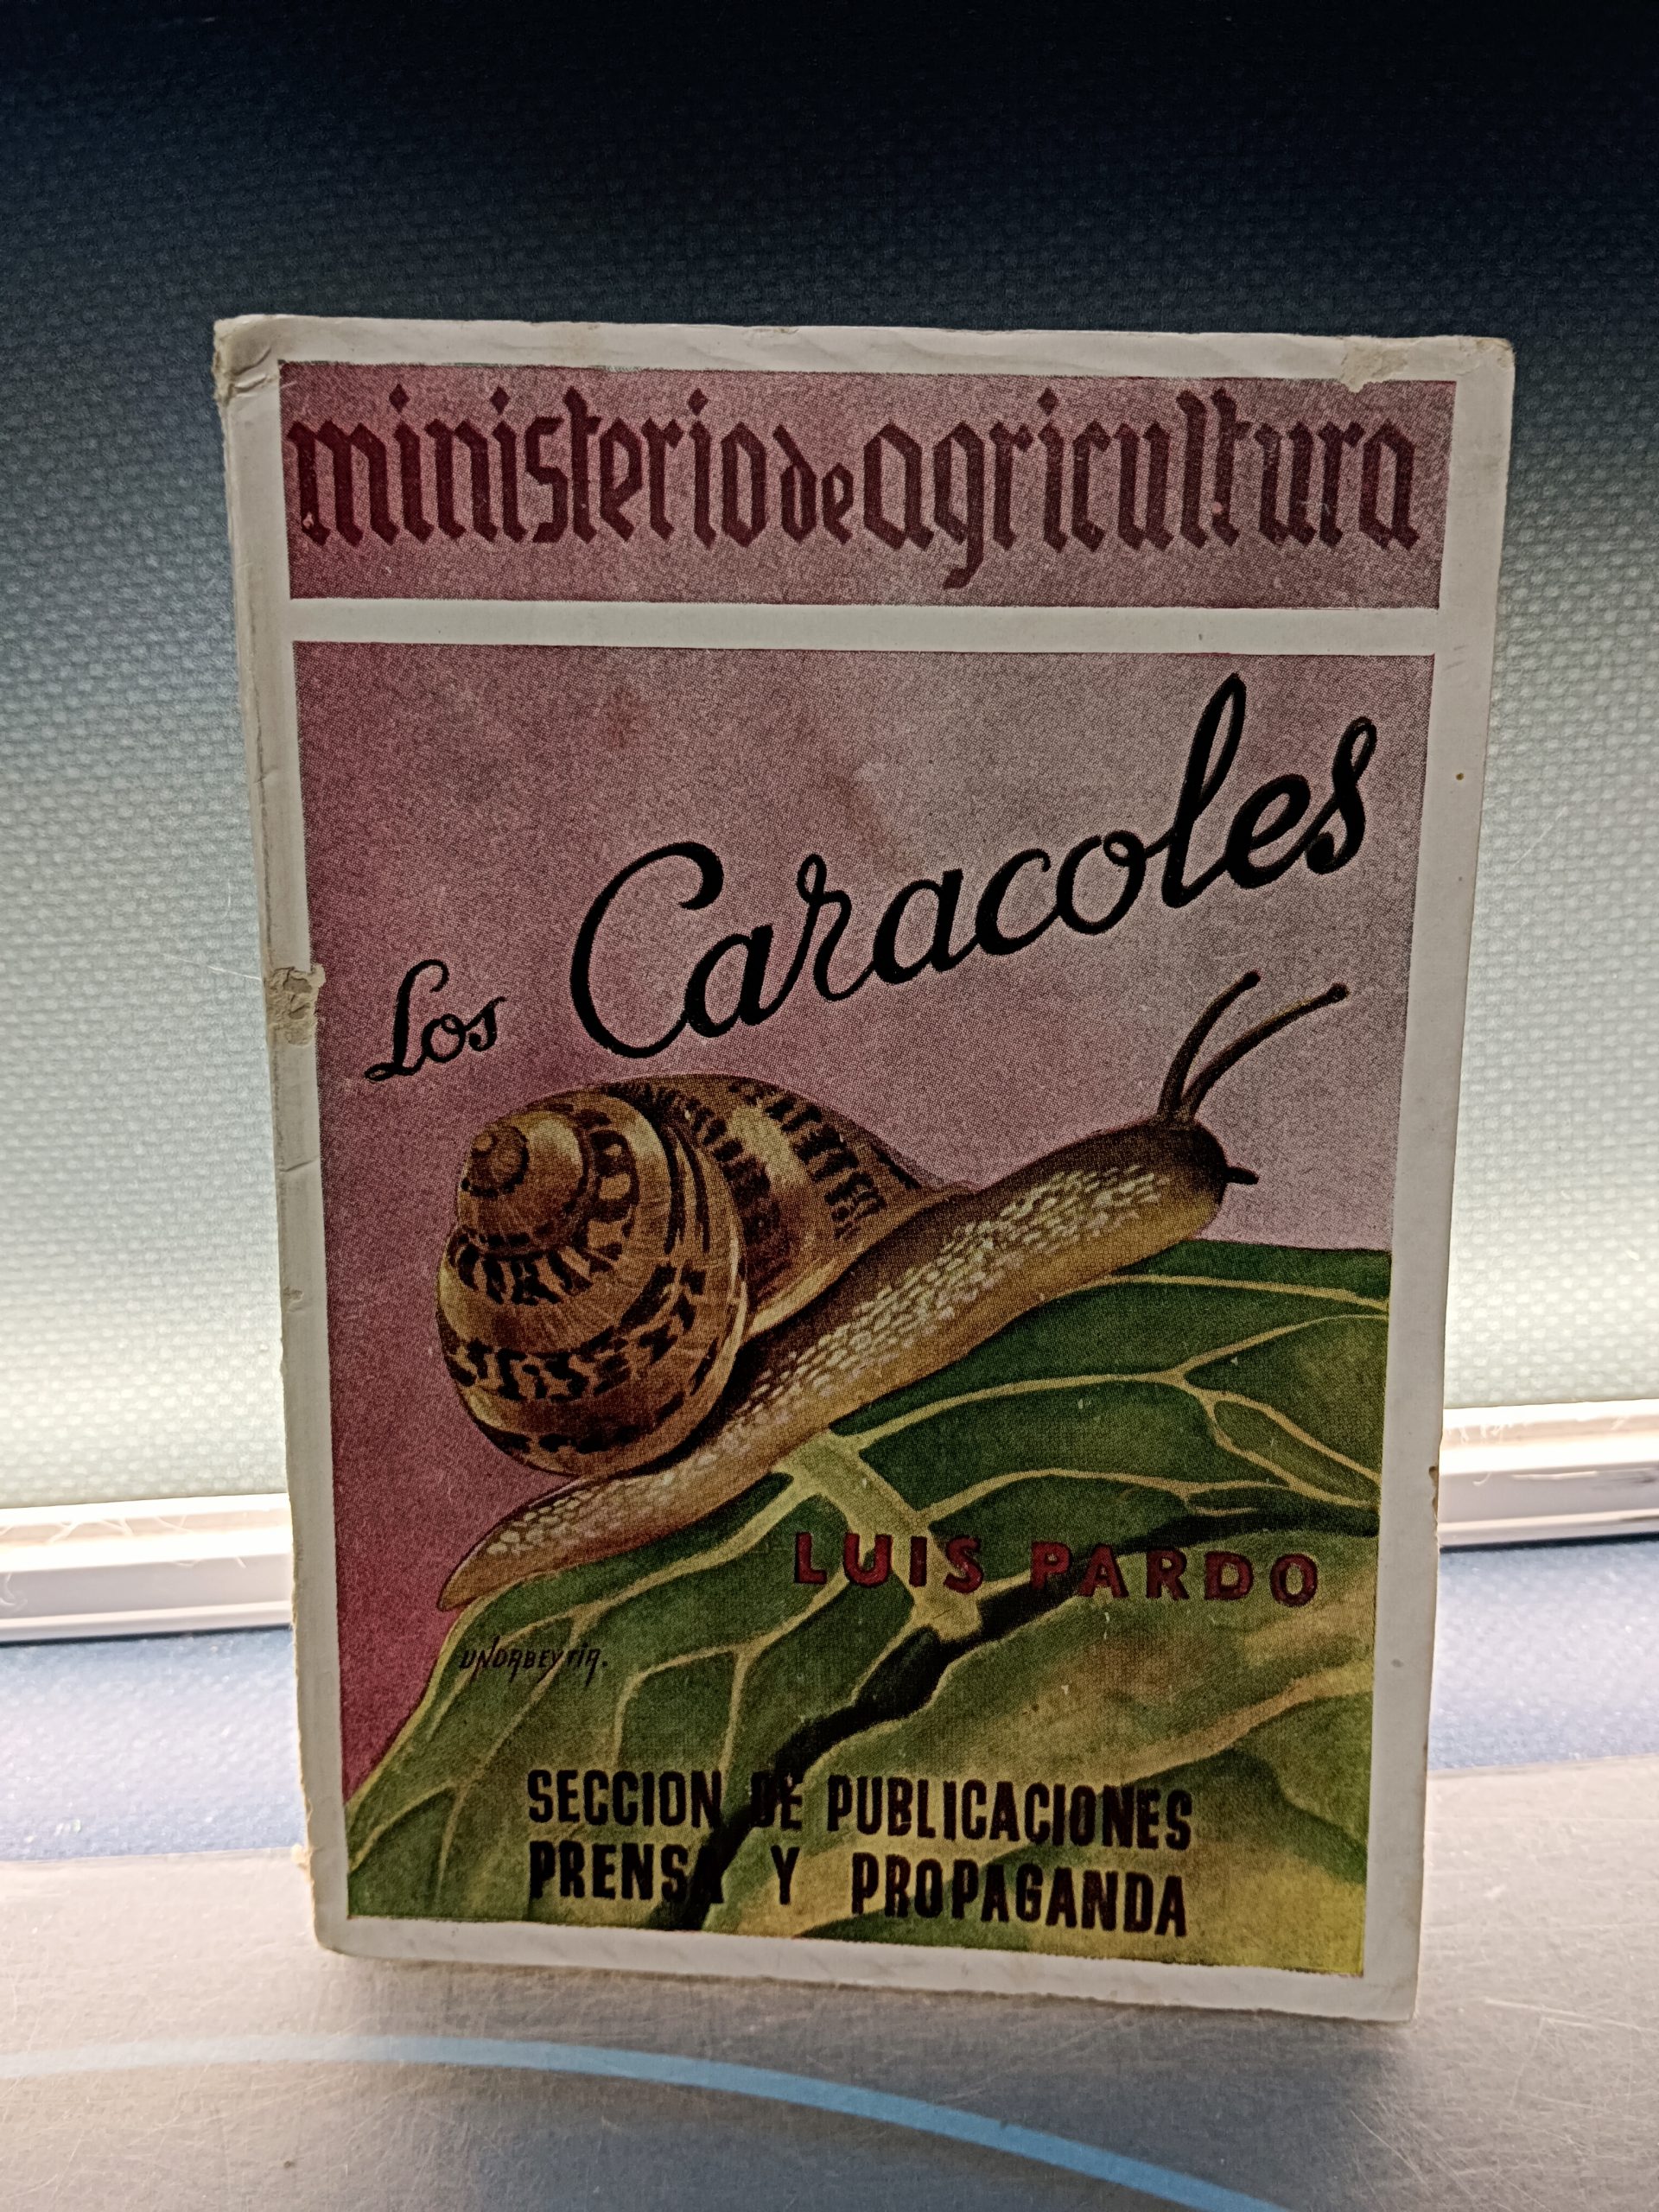 ministerio de agricultura
Los Caracoles
LUIS PARDO
SECCION DE PUBLICACIONES
PRENSA Y PROPAGANDA